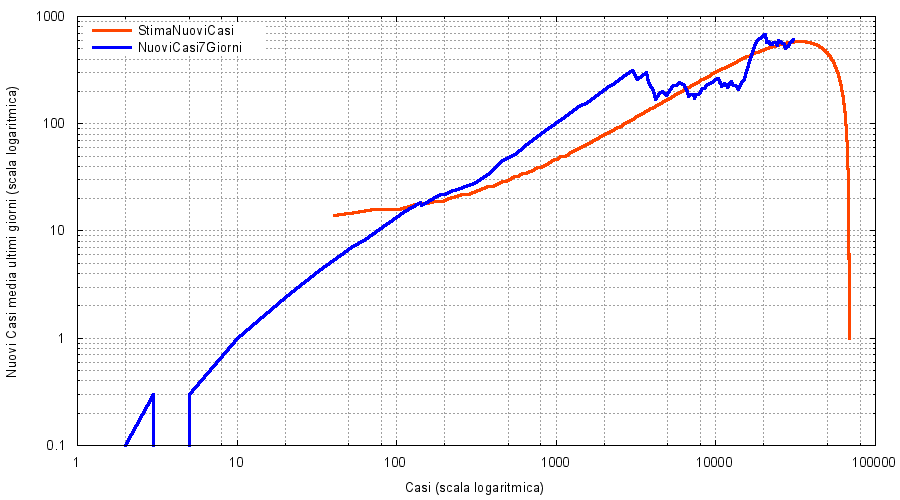 1000
StimaNuoviCasi
NuoviCasi7Giorni
100
10
1
0.1
Nuovi Casi media ultimi giorni (scala logaritmica)
1 10 100 1000 10000 100000
Casi (scala logaritmica)